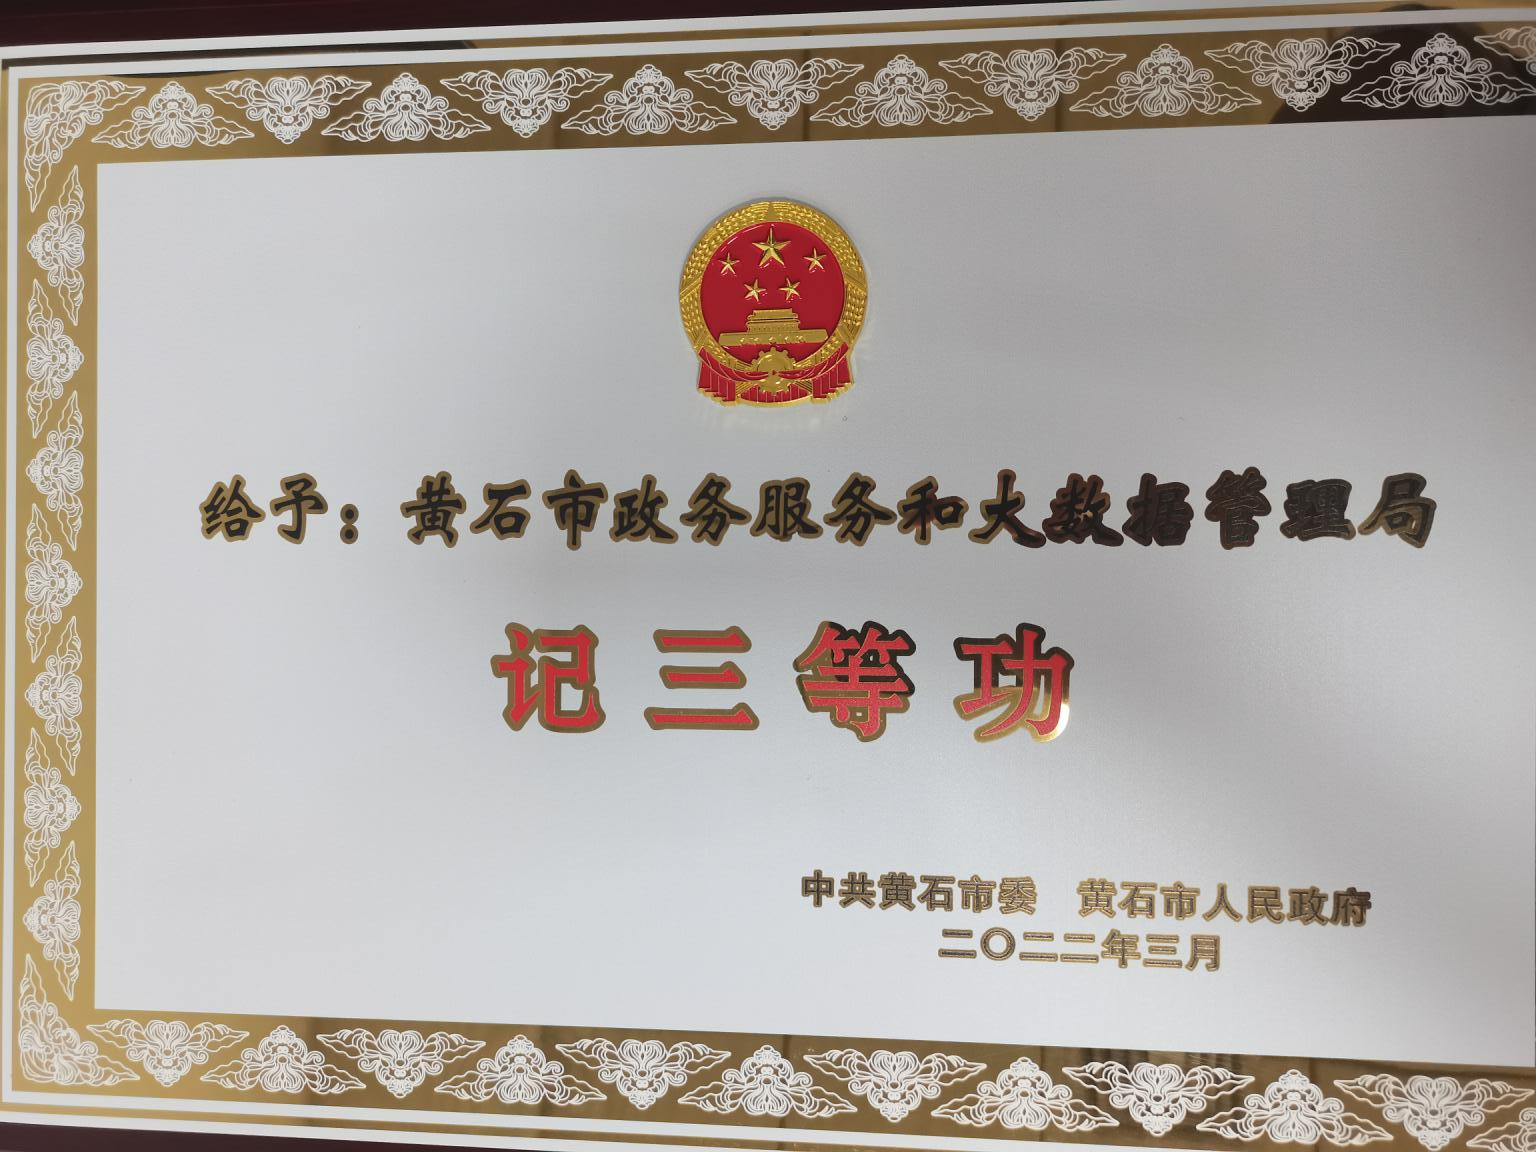 给予：黄石市政务服务和大数据管理局
记三等功
中共黄石市委 黄石市人民政府
二〇二二年三月